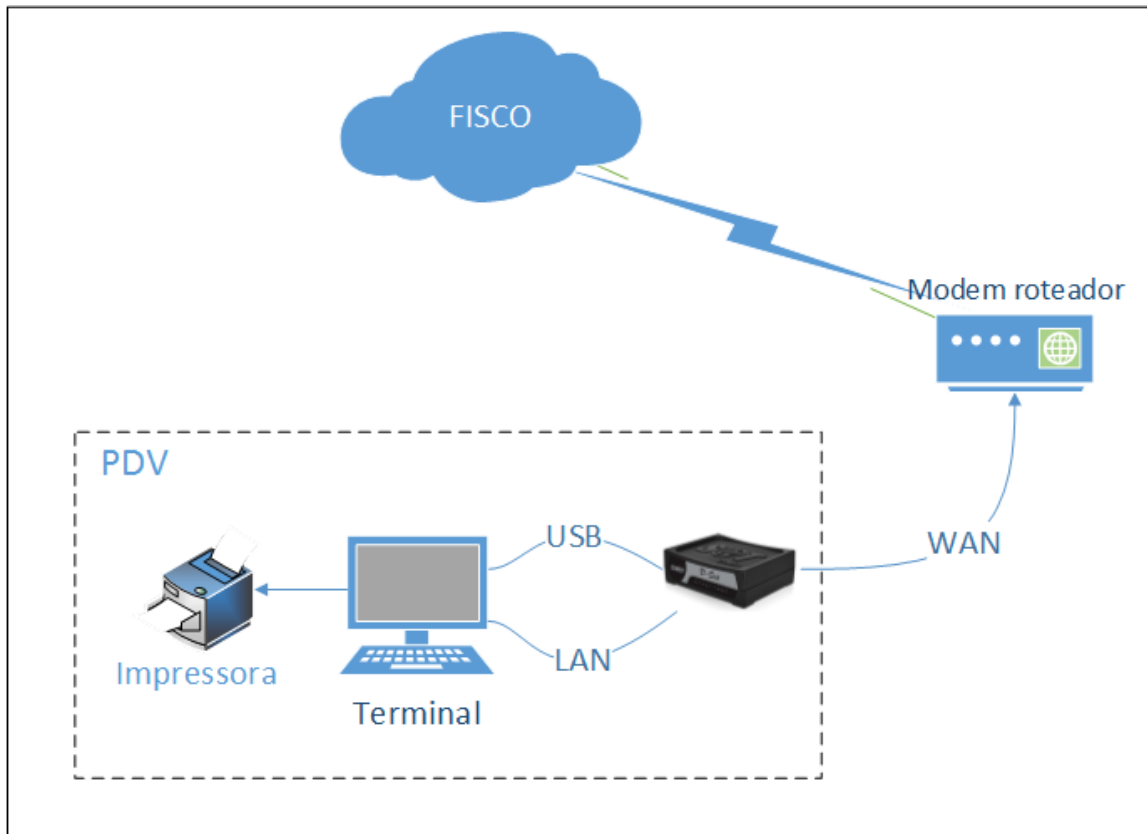 FISCO
Modem roteador
PDV
USB
WAN
LAN
Impressora
Terminal